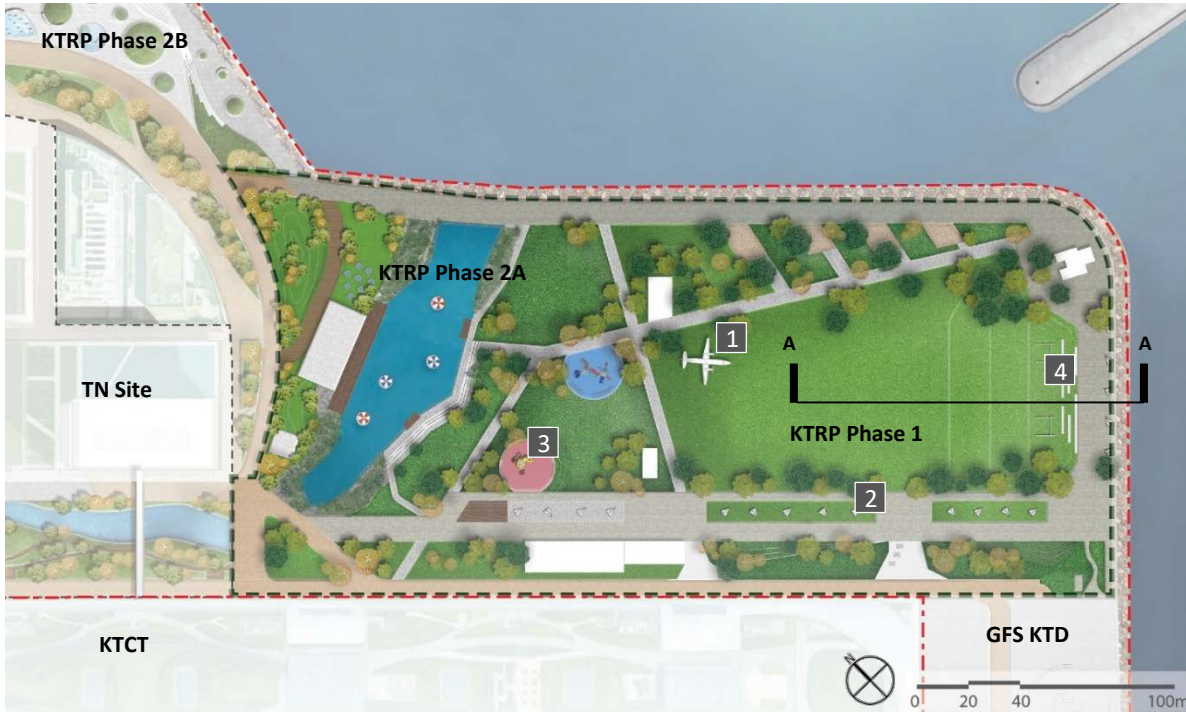 KTRP Phase 2B
KTRP Phase 2A
1
A
A
4
TN Site
KTRP Phase 1
3
2
KTCT
GFS KTD
N
0 20 40 100m